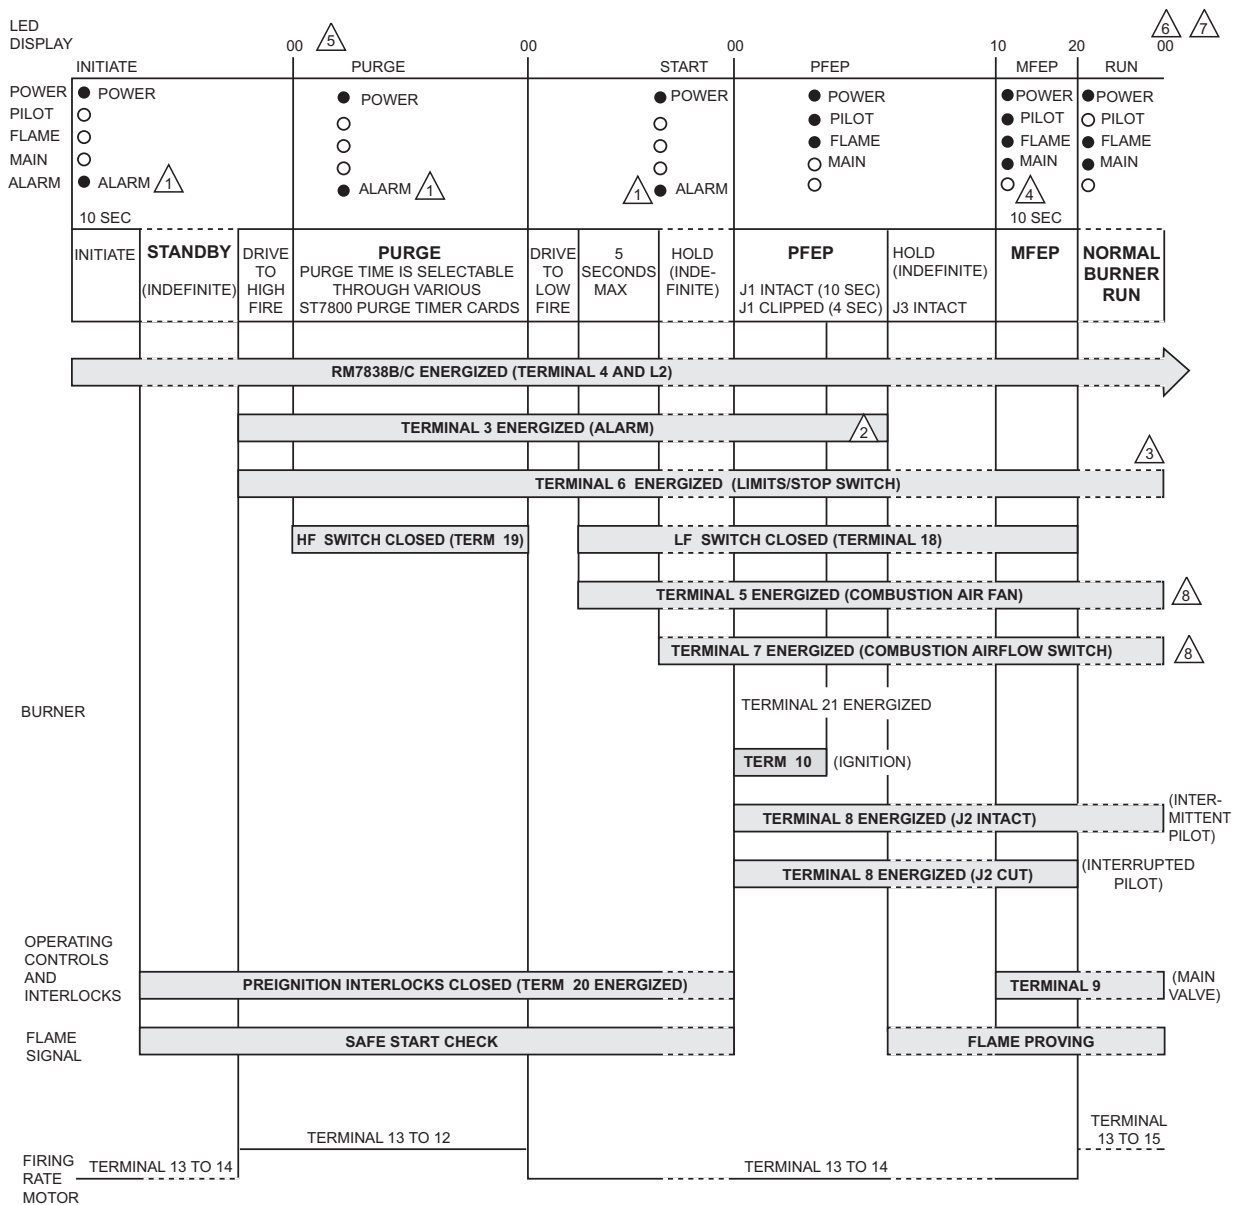 LED
DISPLAY
00 5 00 00 10 20 00 6 7
INITIATE PURGE START PFEP MFEP RUN
POWER POWER POWER POWER POWER POWER POWER
PILOT PILOT PILOT PILOT
FLAME FLAME FLAME FLAME
MAIN MAIN MAIN MAIN
ALARM ALARM 1 ALARM 1 1 ALARM 4
10 SEC 10 SEC
INITIATE
STANDBY
(INDEFINITE)
DRIVE
TO
HIGH
FIRE
PURGE
PURGE TIME IS SELECTABLE
THROUGH VARIOUS
ST7800 PURGE TIMER CARDS
DRIVE
TO
LOW
FIRE
5
SECONDS
MAX
HOLD
(INDE-
FINITE)
PFEP
J1 INTACT (10 SEC)
J1 CLIPPED (4 SEC)
HOLD
(INDEFINITE)
J3 INTACT
MFEP
NORMAL
BURNER
RUN
RM7838B/C ENERGIZED (TERMINAL 4 AND L2)
TERMINAL 3 ENERGIZED (ALARM) 2
3
TERMINAL 6 ENERGIZED (LIMITS/STOP SWITCH)
HF SWITCH CLOSED (TERM 19) LF SWITCH CLOSED (TERMINAL 18)
TERMINAL 5 ENERGIZED (COMBUSTION AIR FAN) 8
TERMINAL 7 ENERGIZED (COMBUSTION AIRFLOW SWITCH) 8
BURNER TERMINAL 21 ENERGIZED
TERM 10 (IGNITION)
TERMINAL 8 ENERGIZED (J2 INTACT)
(INTER-
MITTENT
PILOT)
TERMINAL 8 ENERGIZED (J2 CUT)
(INTERRUPTED
PILOT)
OPERATING
CONTROLS
AND
INTERLOCKS
PREIGNITION INTERLOCKS CLOSED (TERM 20 ENERGIZED) TERMINAL 9
(MAIN
VALVE)
FLAME
SIGNAL
SAFE START CHECK FLAME PROVING
FIRING
RATE
MOTOR
TERMINAL 13 TO 14
TERMINAL 13 TO 12
TERMINAL 13 TO 14
TERMINAL
13 TO 15